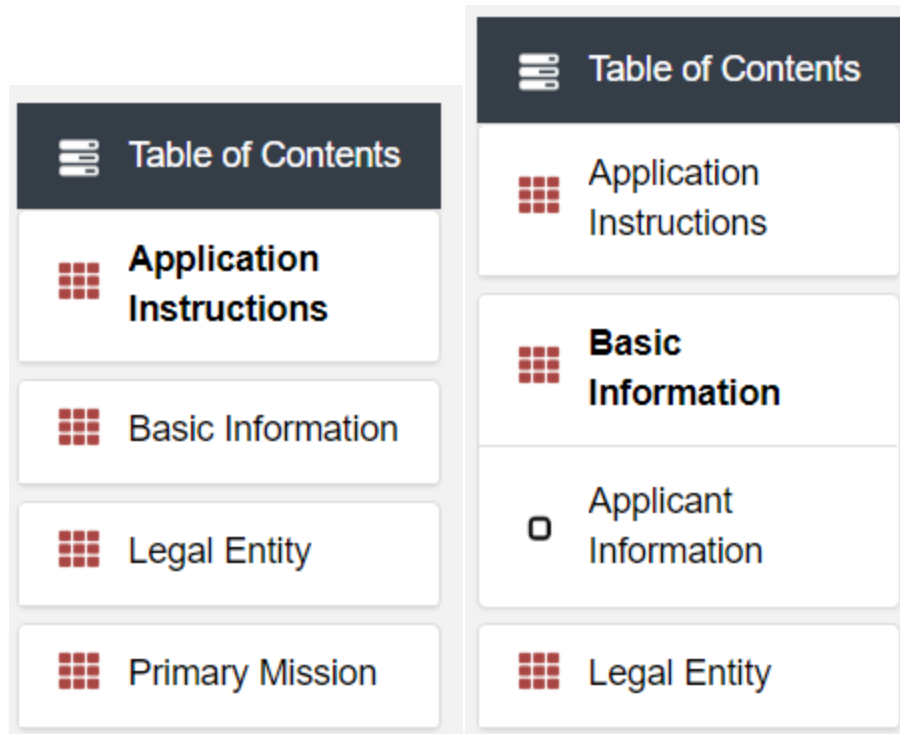 Table of Contents
Application
Instructions
Basic Information
Legal Entity
Primary Mission
Table of Contents
Application
Instructions
Basic
Information
Applicant
Information
Legal Entity